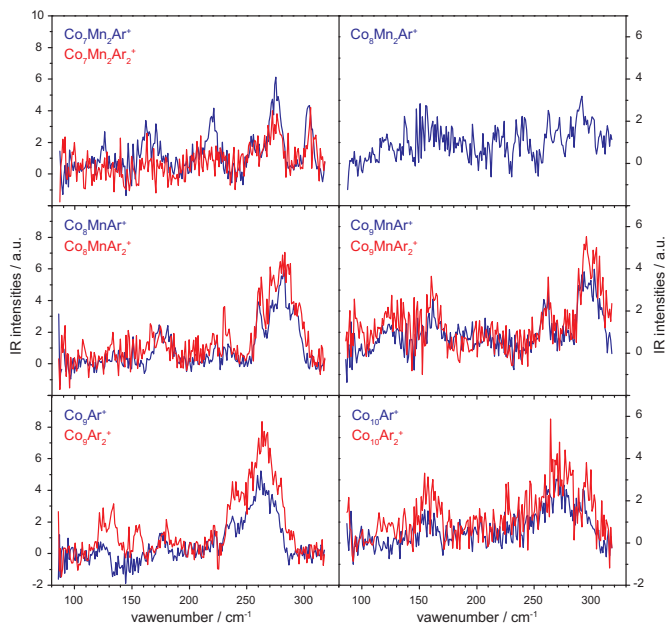 10
8
6
4
2
0
Co₇Mn₂Ar⁺
Co₇Mn₂Ar₂⁺
Co₈Mn₂Ar⁺
6
4
2
0
IR intensities / a.u.
8
6
4
2
0
Co₈MnAr⁺
Co₈MnAr₂⁺
Co₉MnAr⁺
Co₉MnAr₂⁺
6
4
2
0
IR intensities / a.u.
8
6
4
2
0
-2
Co₉Ar⁺
Co₉Ar₂⁺
Co₁₀Ar⁺
Co₁₀Ar₂⁺
6
4
2
0
-2
100 150 200 250 300 100 150 200 250 300
vawenumber / cm⁻¹ vawenumber / cm⁻¹